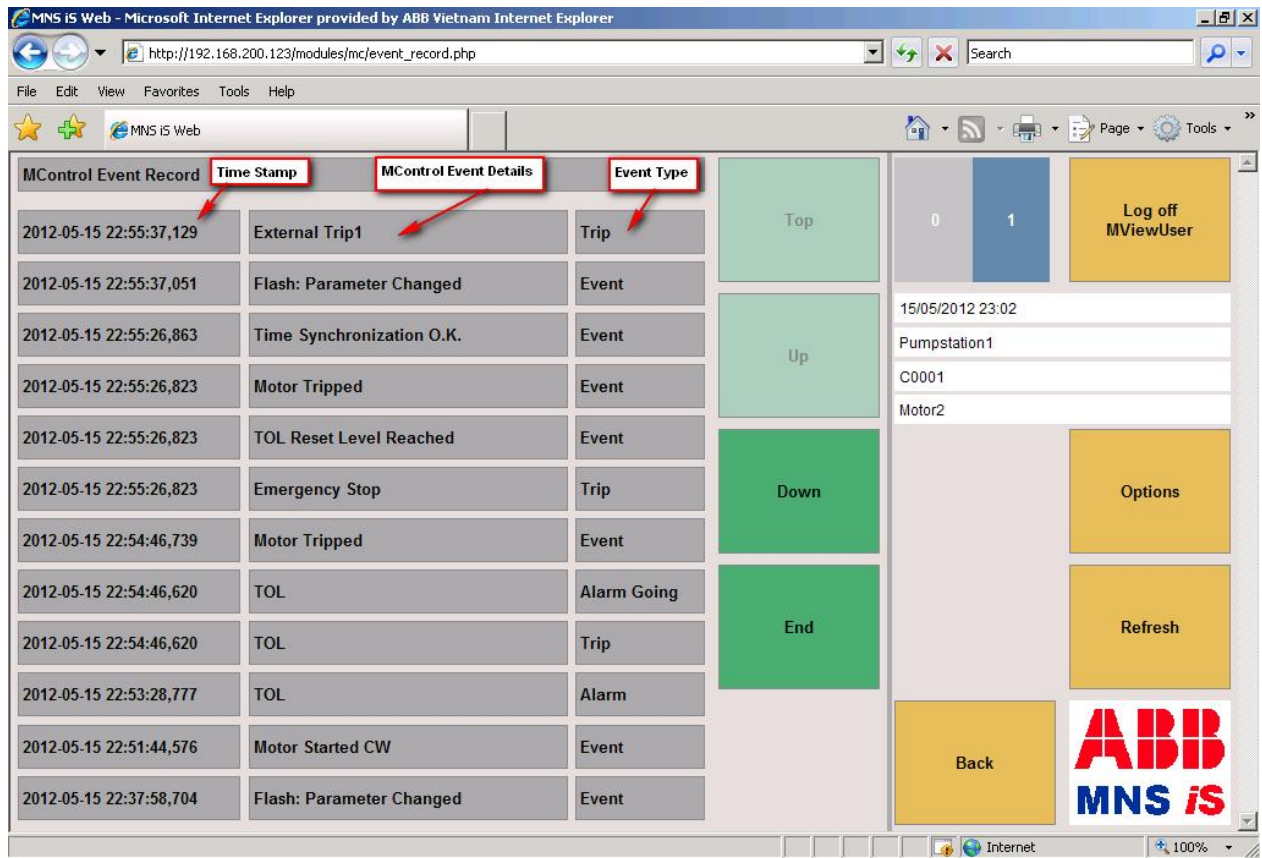 MNS iS Web - Microsoft Internet Explorer provided by ABB Vietnam Internet Explorer
http://192.168.200.123/modules/mc/event_record.php
Search
File Edit View Favorites Tools Help
MNS iS Web
Page Tools
MControl Event Record
Time Stamp
MControl Event Details
Event Type
2012-05-15 22:55:37,129 External Trip1 Trip
2012-05-15 22:55:37,051 Flash: Parameter Changed Event
2012-05-15 22:55:26,863 Time Synchronization O.K. Event
2012-05-15 22:55:26,823 Motor Tripped Event
2012-05-15 22:55:26,823 TOL Reset Level Reached Event
2012-05-15 22:55:26,823 Emergency Stop Trip
2012-05-15 22:54:46,739 Motor Tripped Event
2012-05-15 22:54:46,620 TOL Alarm Going
2012-05-15 22:54:46,620 TOL Trip
2012-05-15 22:53:28,777 TOL Alarm
2012-05-15 22:51:44,576 Motor Started CW Event
2012-05-15 22:37:58,704 Flash: Parameter Changed Event
Top
Up
Down
End
0 1
Log off
MViewUser
15/05/2012 23:02
Pumpstation1
C0001
Motor2
Options
Refresh
Back
ABB
MNS iS
Internet
100%